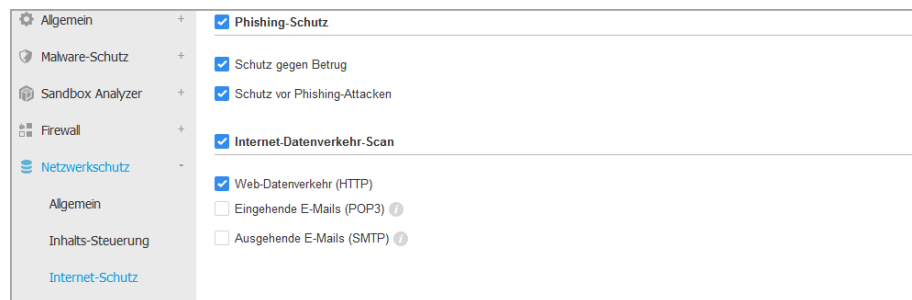 Allgemein +
Malware-Schutz +
Sandbox Analyzer +
Firewall +
Netzwerkschutz -
Allgemein
Inhalts-Steuerung
Internet-Schutz
Phishing-Schutz
Schutz gegen Betrug
Schutz vor Phishing-Attacken
Internet-Datenverkehr-Scan
Web-Datenverkehr (HTTP)
Eingehende E-Mails (POP3) i
Ausgehende E-Mails (SMTP) i